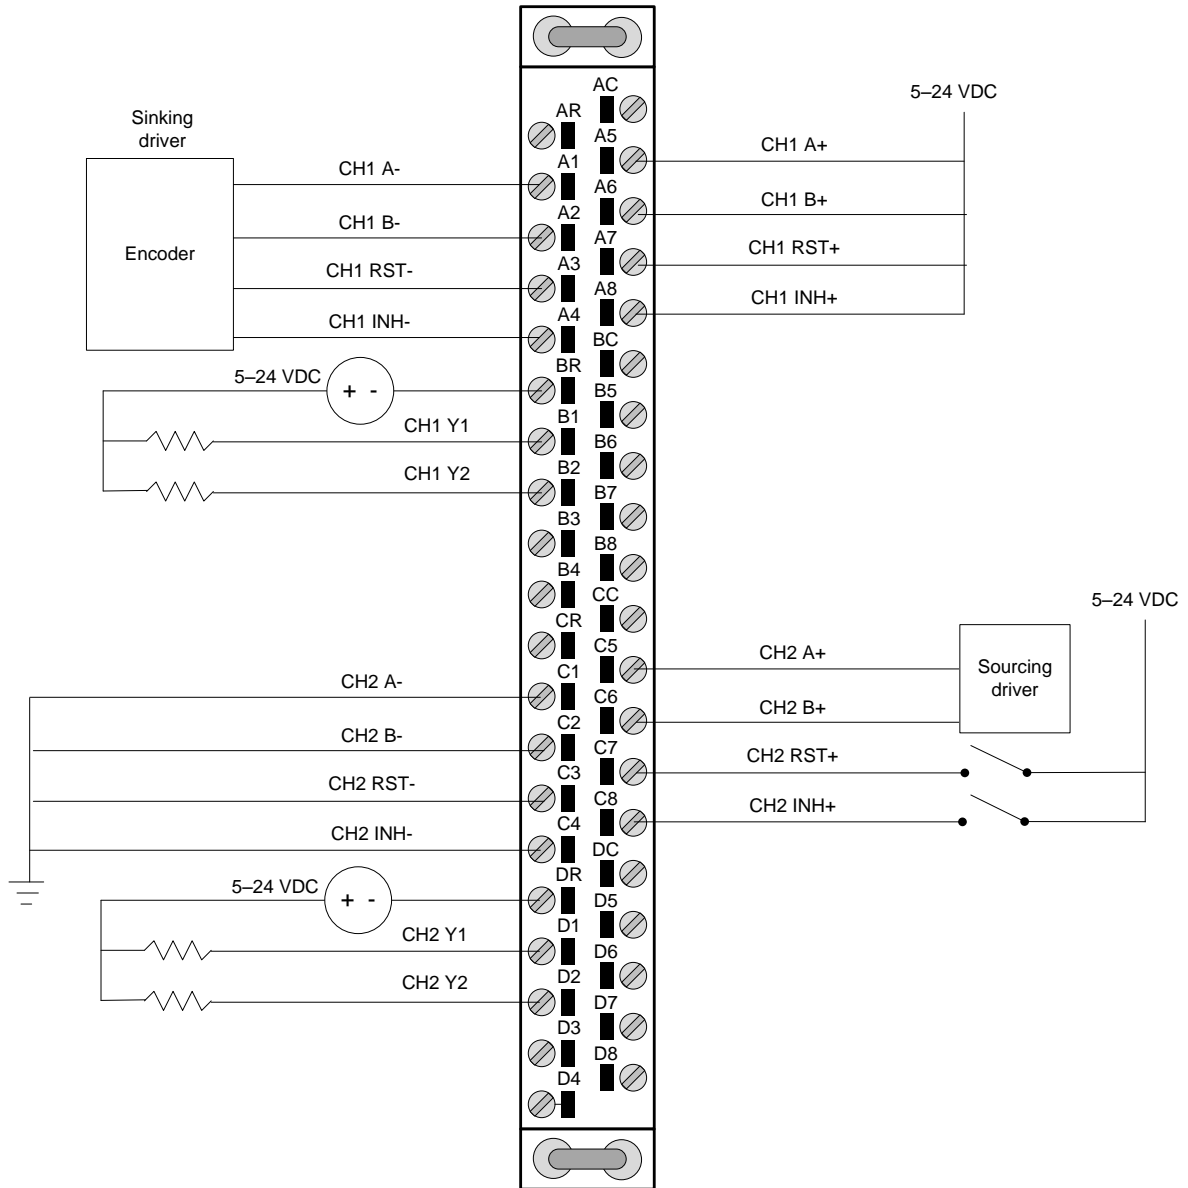 Sinking
driver
Encoder
CH1 A-
CH1 B-
CH1 RST-
CH1 INH-
5–24 VDC
+ -
CH1 Y1
CH1 Y2
CH2 A-
CH2 B-
CH2 RST-
CH2 INH-
5–24 VDC
+ -
CH2 Y1
CH2 Y2
AR
A1
A2
A3
A4
BR
B1
B2
B3
B4
CR
C1
C2
C3
C4
DR
D1
D2
D3
D4
AC
A5
A6
A7
A8
BC
B5
B6
B7
B8
CC
C5
C6
C7
C8
DC
D5
D6
D7
D8
5–24 VDC
CH1 A+
CH1 B+
CH1 RST+
CH1 INH+
5–24 VDC
CH2 A+
CH2 B+
Sourcing
driver
CH2 RST+
CH2 INH+